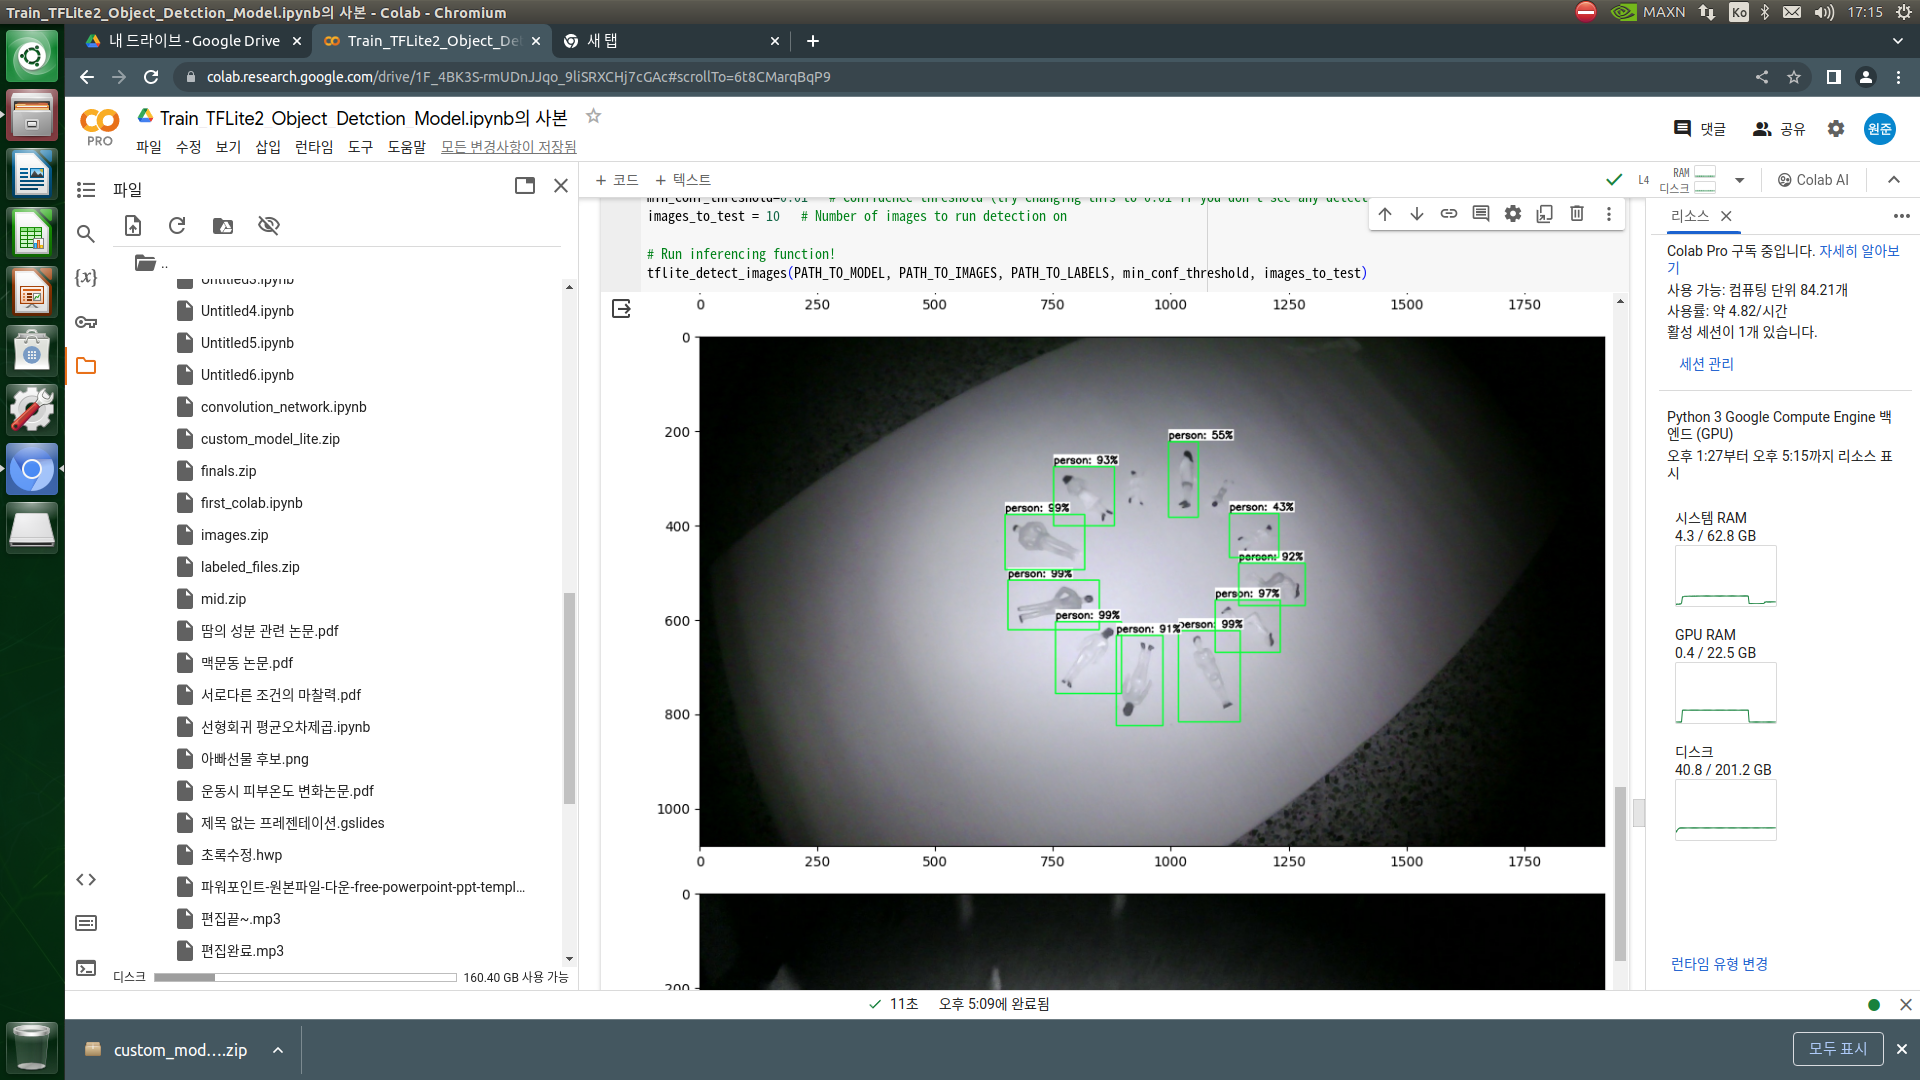 Train_TFLite2_Object_Detction_Model.ipynb의 사본 - Colab - Chromium
MAXN
Ko
17:15
내 드라이브 - Google Drive
Train_TFLite2_Object_De
새 탭
colab.research.google.com/drive/1F_4BK3S-rmUDnJJqo_9liSRXCHj7cGAc#scrollTo=6t8CMarqBqP9
PRO
Train_TFLite2_Object_Detction_Model.ipynb의 사본
파일 수정 보기 삽입 런타임 도구 도움말 모든 변경사항이 저장됨
댓글
공유
원준
파일
+ 코드 + 텍스트
L4
RAM
디스크
Colab AI
..
Untitled3.ipynb
Untitled4.ipynb
Untitled5.ipynb
Untitled6.ipynb
convolution_network.ipynb
custom_model_lite.zip
finals.zip
first_colab.ipynb
images.zip
labeled_files.zip
mid.zip
땀의 성분 관련 논문.pdf
맥문동 논문.pdf
서로다른 조건의 마찰력.pdf
선형회귀 평균오차제곱.ipynb
아빠선물 후보.png
운동시 피부온도 변화논문.pdf
제목 없는 프레젠테이션.gslides
초록수정.hwp
파워포인트-원본파일-다운-free-powerpoint-ppt-templ...
편집끝~.mp3
편집완료.mp3
디스크
160.40 GB 사용 가능
min_conf_threshold=0.01 # Confidence threshold (try changing this to 0.01 if you don't see any detect
images_to_test = 10 # Number of images to run detection on
# Run inferencing function!
tflite_detect_images(PATH_TO_MODEL, PATH_TO_IMAGES, PATH_TO_LABELS, min_conf_threshold, images_to_test)
0 250 500 750 1000 1250 1500 1750
0
200
400
600
800
1000
person: 55%
person: 93%
person: 99%
person: 43%
person: 92%
person: 99%
person: 97%
person: 99%
person: 91%
person: 99%
0 250 500 750 1000 1250 1500 1750
0
200
리소스
Colab Pro 구독 중입니다. 자세히 알아보
기
사용 가능: 컴퓨팅 단위 84.21개
사용률: 약 4.82/시간
활성 세션이 1개 있습니다.
세션 관리
Python 3 Google Compute Engine 백
엔드 (GPU)
오후 1:27부터 오후 5:15까지 리소스 표
시
시스템 RAM
4.3 / 62.8 GB
GPU RAM
0.4 / 22.5 GB
디스크
40.8 / 201.2 GB
런타임 유형 변경
11초 오후 5:09에 완료됨
custom_mod....zip
모두 표시